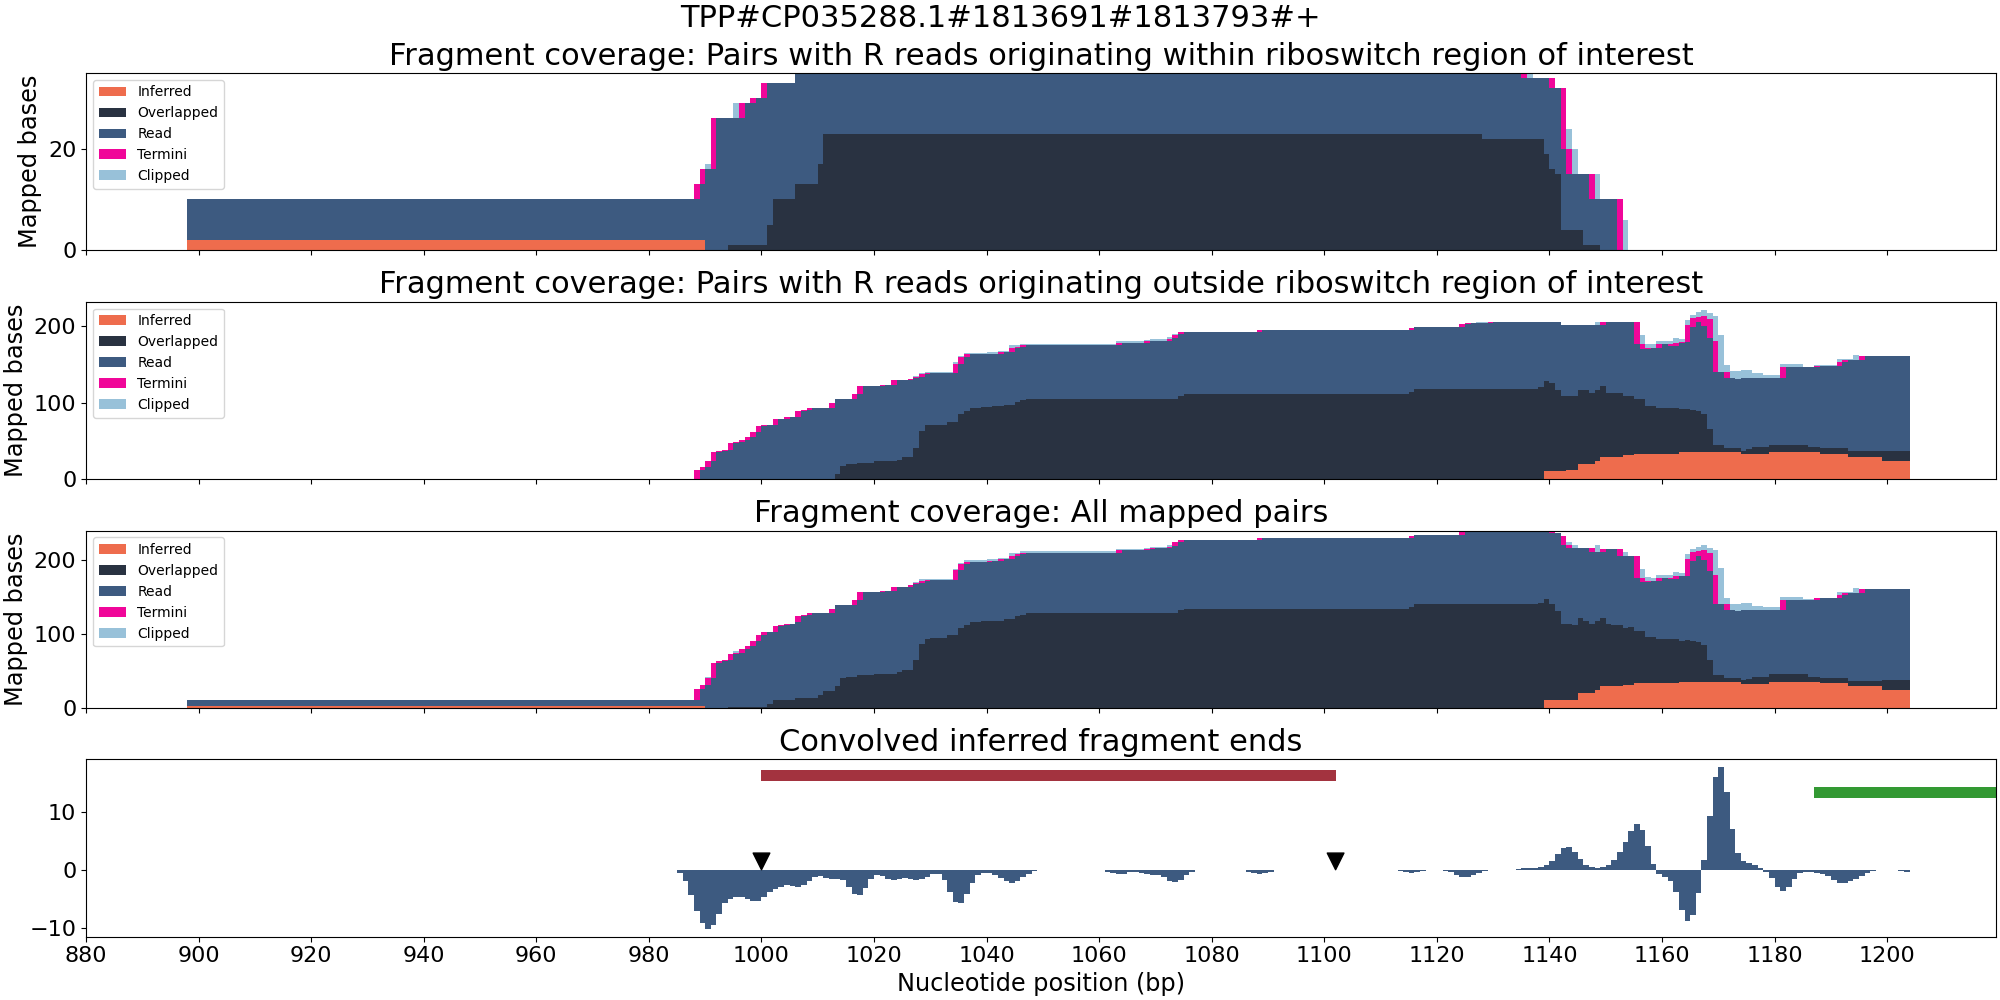 TPP#CP035288.1#1813691#1813793#+
Fragment coverage: Pairs with R reads originating within riboswitch region of interest
Mapped bases
20
0
Inferred
Overlapped
Read
Termini
Clipped
Fragment coverage: Pairs with R reads originating outside riboswitch region of interest
Mapped bases
200
100
0
Inferred
Overlapped
Read
Termini
Clipped
Fragment coverage: All mapped pairs
Mapped bases
200
100
0
Inferred
Overlapped
Read
Termini
Clipped
Convolved inferred fragment ends
10
0
−10
880 900 920 940 960 980 1000 1020 1040 1060 1080 1100 1120 1140 1160 1180 1200
Nucleotide position (bp)